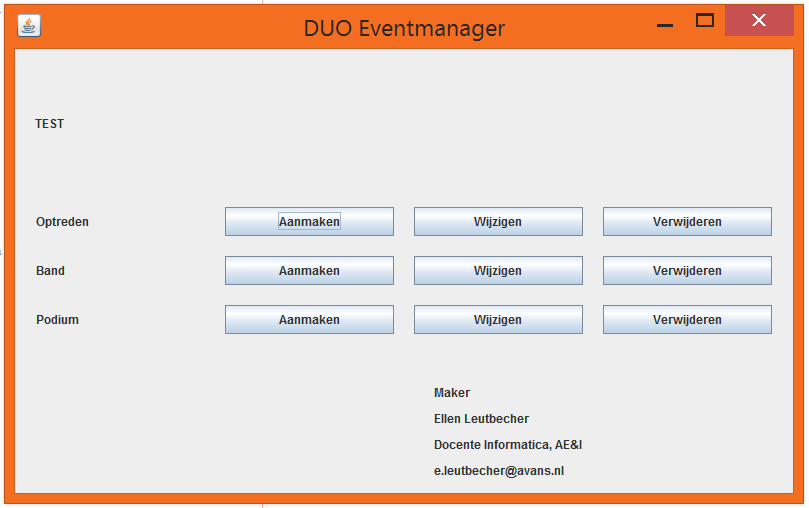 DUO Eventmanager
TEST
Optreden Aanmaken Wijzigen Verwijderen
Band Aanmaken Wijzigen Verwijderen
Podium Aanmaken Wijzigen Verwijderen
Maker
Ellen Leutbecher
Docente Informatica, AE&I
e.leutbecher@avans.nl